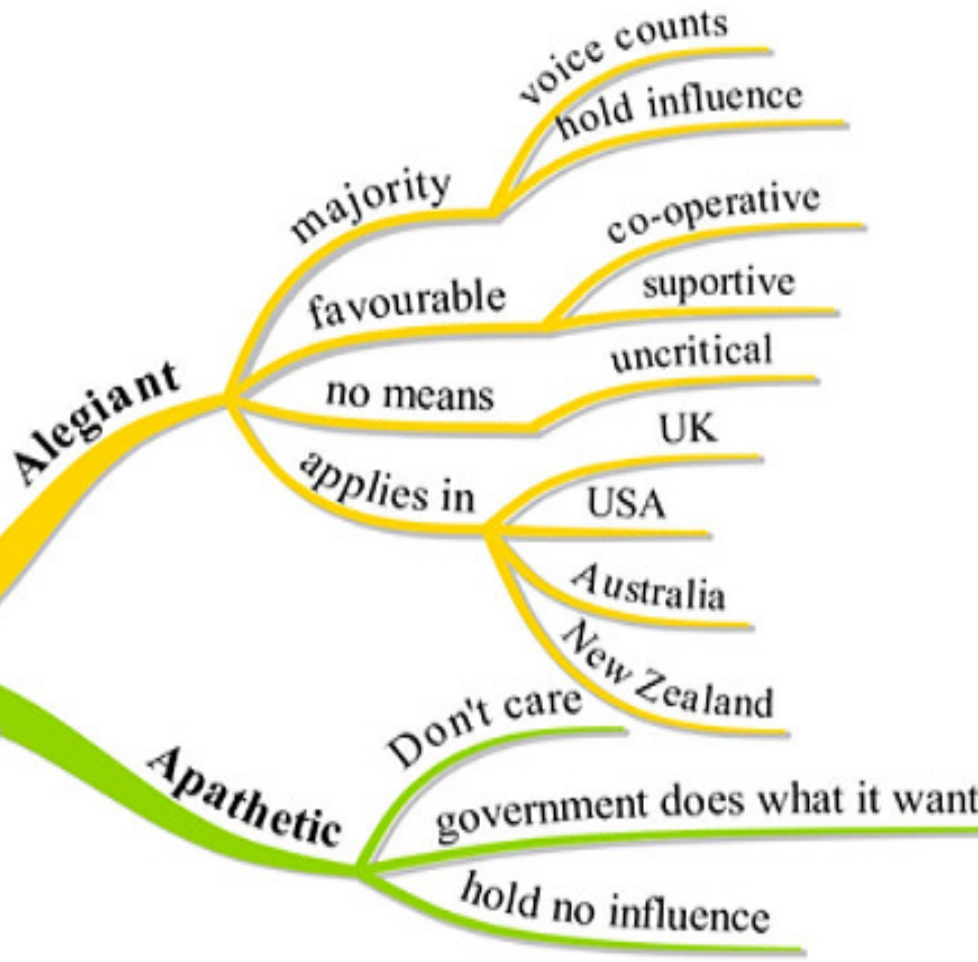 Alegiant
majority
voice counts
hold influence
favourable
co-operative
suportive
no means
uncritical
applies in
UK
USA
Australia
New Zealand
Apathetic
Don't care
government does what it want
hold no influence